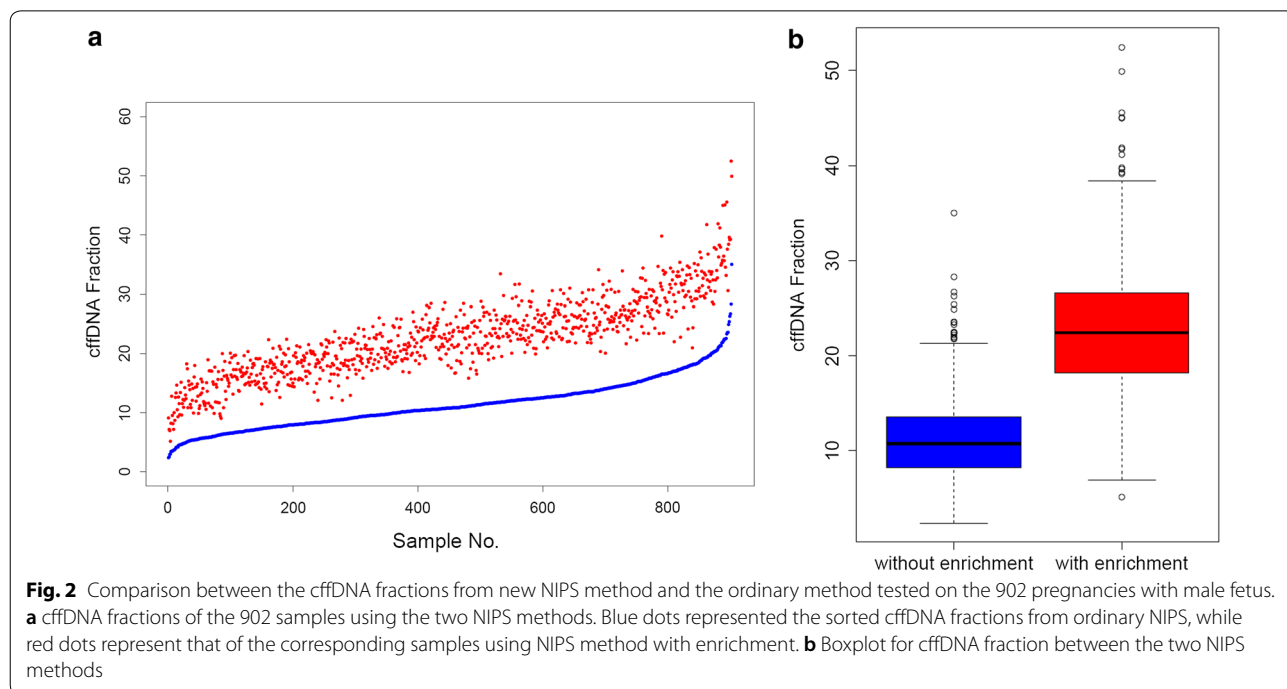 a
cffDNA Fraction
60
50
40
30
20
10
0
0 200 400 600 800
Sample No.
b
cffDNA Fraction
50
40
30
20
10
without enrichment with enrichment
Fig. 2 Comparison between the cffDNA fractions from new NIPS method and the ordinary method tested on the 902 pregnancies with male fetus.
a cffDNA fractions of the 902 samples using the two NIPS methods. Blue dots represented the sorted cffDNA fractions from ordinary NIPS, while
red dots represent that of the corresponding samples using NIPS method with enrichment. b Boxplot for cffDNA fraction between the two NIPS
methods